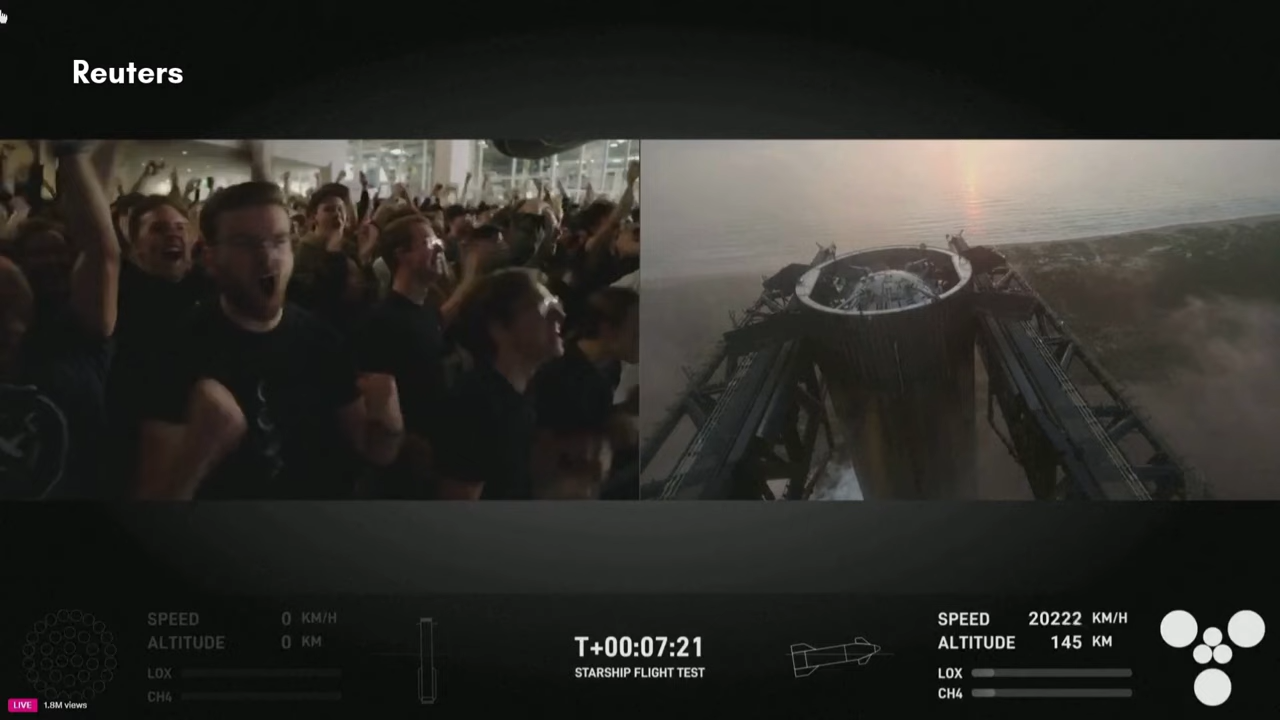 Reuters
SPEED 0 KM/H
ALTITUDE 0 KM
LOX
CH4
T+00:07:21
STARSHIP FLIGHT TEST
SPEED 20222 KM/H
ALTITUDE 145 KM
LOX
CH4
LIVE 1.8M views